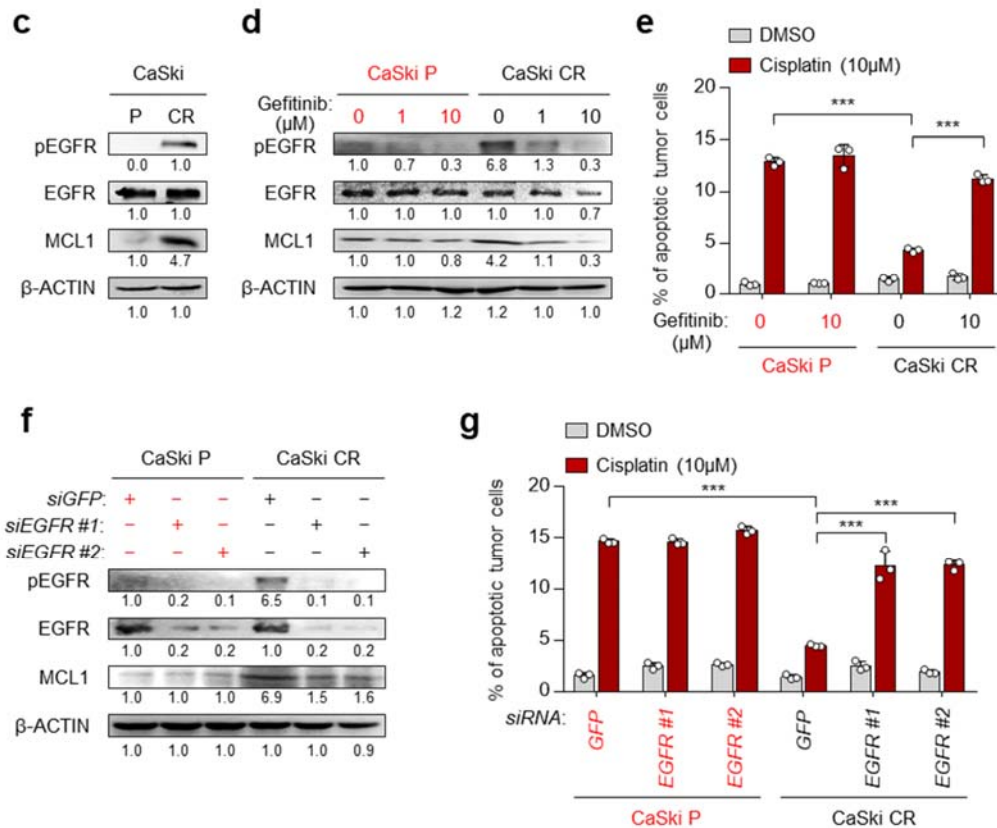 c
CaSki
P CR
pEGFR
0.0 1.0
EGFR
1.0 1.0
MCL1
1.0 4.7
β-ACTIN
1.0 1.0
d
CaSki P CaSki CR
Gefitinib: 0 1 10 0 1 10
(µM)
pEGFR
1.0 0.7 0.3 6.8 1.3 0.3
EGFR
1.0 1.0 1.0 1.0 1.0 0.7
MCL1
1.0 1.0 0.8 4.2 1.1 0.3
β-ACTIN
1.0 1.0 1.2 1.0 1.0 1.0
e
DMSO
Cisplatin (10µM)
% of apoptotic tumor cells
20
15
10
5
0
***
***
Gefitinib: 0 10 0 10
(µM)
CaSki P CaSki CR
f
CaSki P CaSki CR
siGFP: + − − + − −
siEGFR #1: − + − − + −
siEGFR #2: − − + − − +
pEGFR
1.0 0.2 0.1 6.5 0.1 0.1
EGFR
1.0 0.2 0.2 1.0 0.2 0.2
MCL1
1.0 1.0 1.0 6.9 1.5 1.6
β-ACTIN
1.0 1.0 1.0 1.0 1.0 0.9
g
DMSO
Cisplatin (10µM)
% of apoptotic tumor cells
20
15
10
5
0
***
***
***
siRNA: GFP EGFR #1 EGFR #2 GFP EGFR #1 EGFR #2
CaSki P CaSki CR